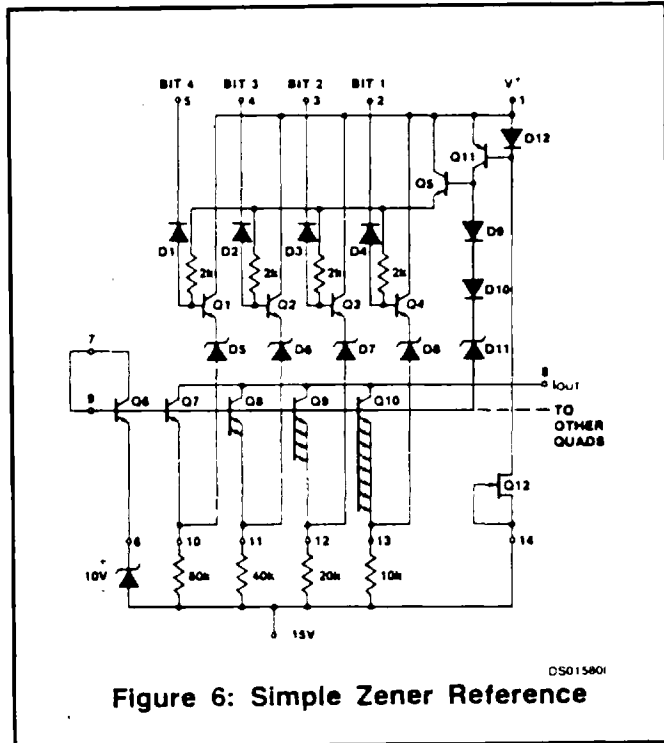 BIT 4 BIT 3 BIT 2 BIT 1 V+
5 4 3 2 1
D12
Q11
Q5
D9
D1 D2 D3 D4
2k 2k 2k 2k
D10
Q1 Q2 Q3 Q4
D5 D6 D7 D8 D11
7
8
IOUT
9 Q6 Q7 Q8 Q9 Q10
TO
OTHER
QUADS
Q12
6 10 11 12 13 14
+
10V 80k 40k 20k 10k
15V
DS01580I
Figure 6: Simple Zener Reference